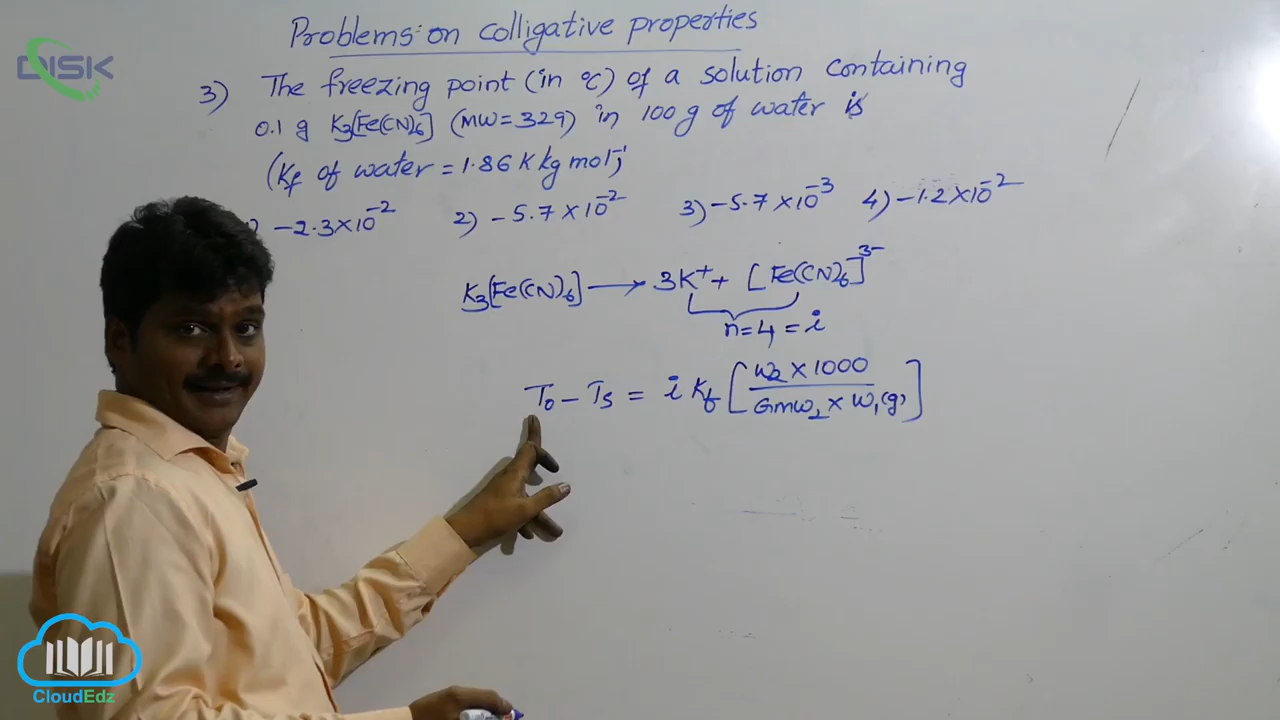 Problems on colligative properties
DISK
3) The freezing point (in °C) of a solution containing
0.1 g K₃[Fe(CN)₆] (MW = 329) in 100 g of water is
(Kf of water = 1.86 K kg mol⁻¹)
1) -2.3×10⁻² 2) -5.7×10⁻² 3) -5.7×10⁻³ 4) -1.2×10⁻²
K₃[Fe(CN)₆] → 3K⁺ + [Fe(CN)₆]³⁻
n=4 = i
T₀ - Tₛ = i Kf [ w₂ × 1000 / Gmw₂ × w₁(g) ]
CloudEdz